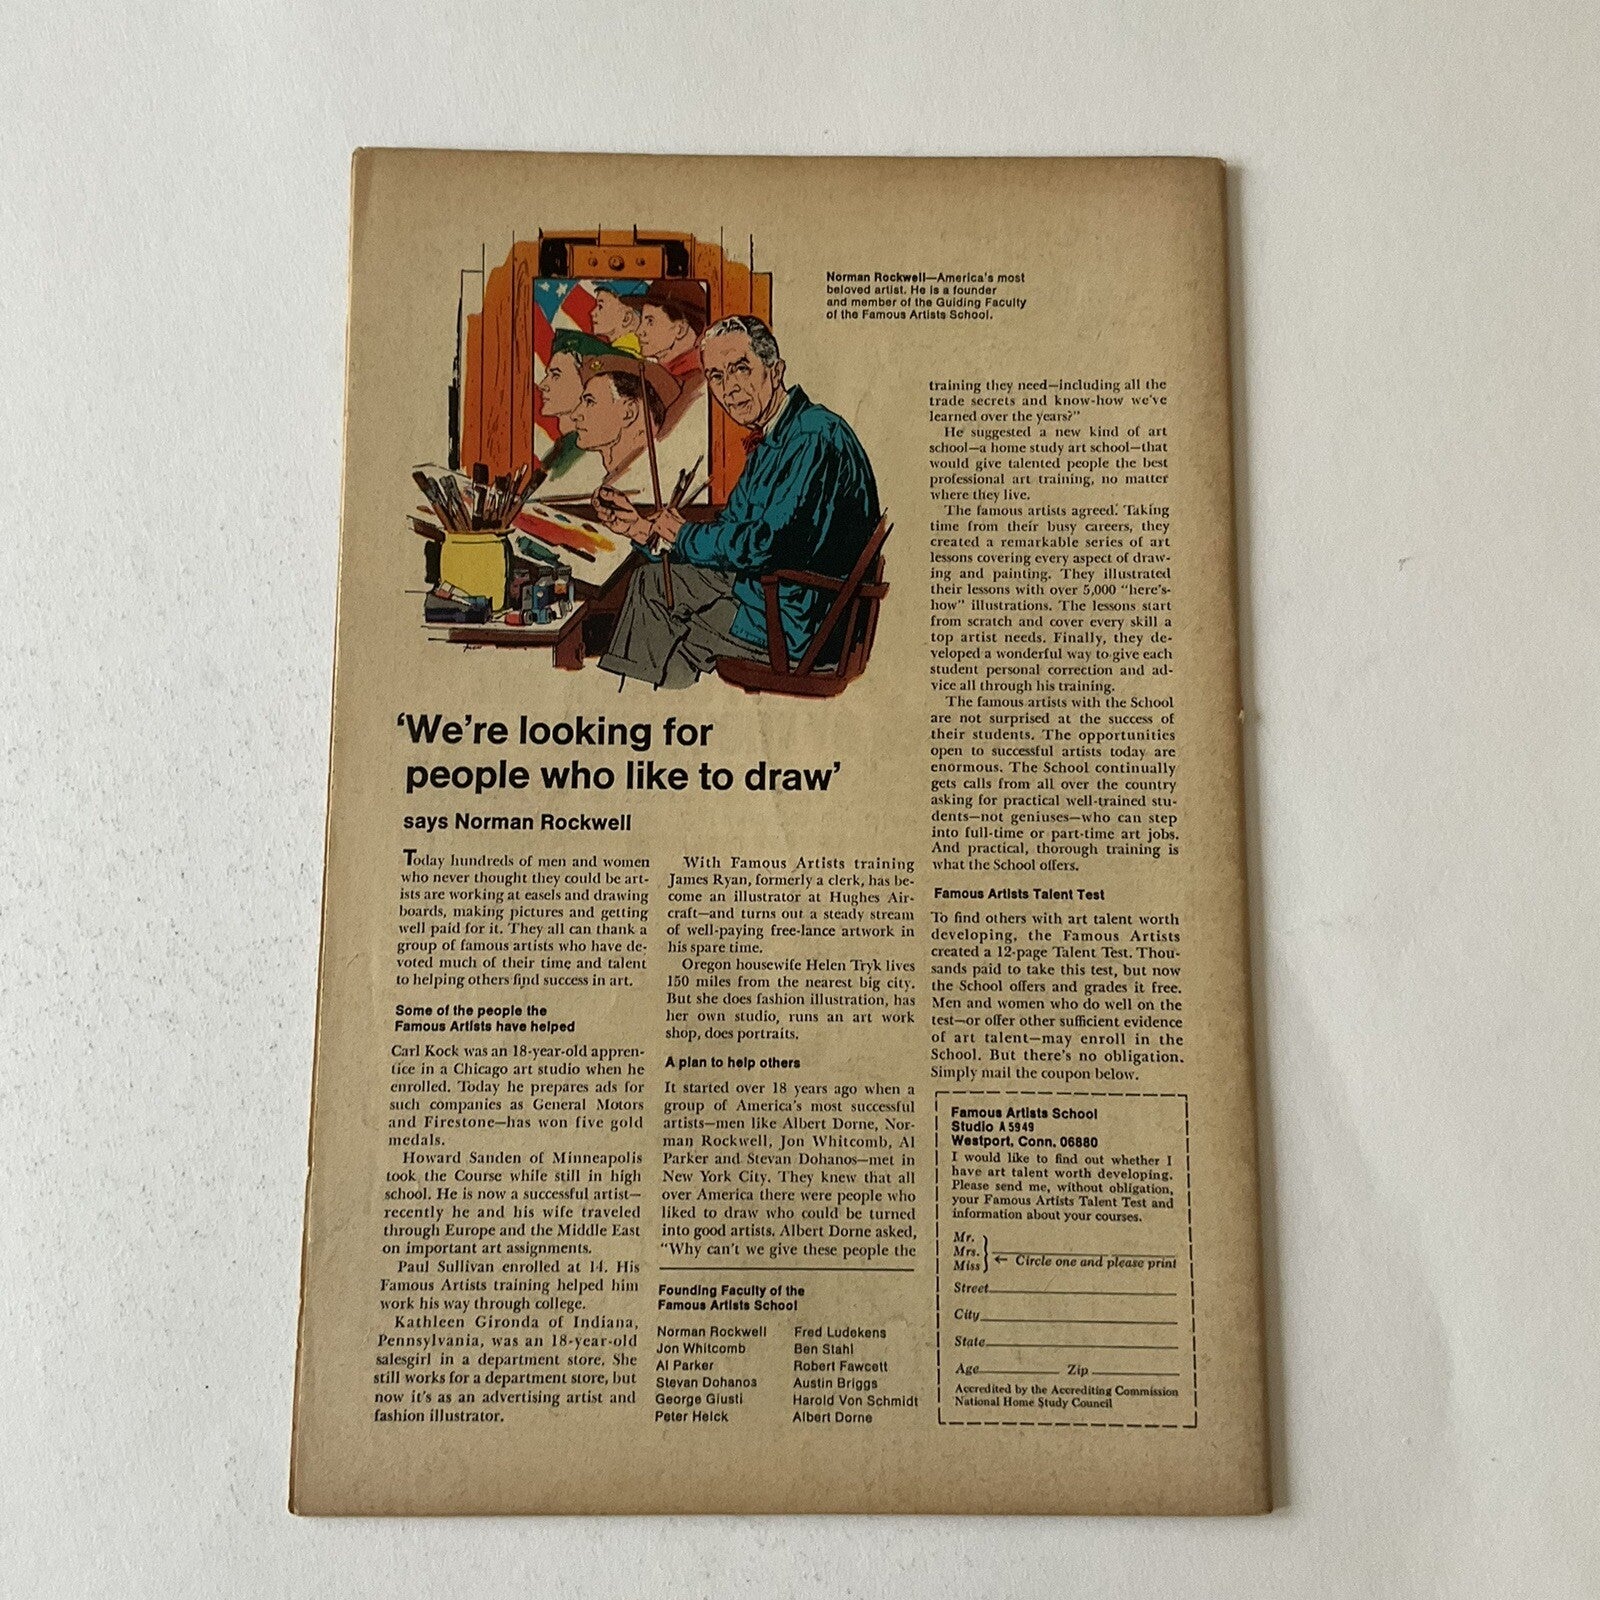 Norman Rockwell—America's most
beloved artist. He is a founder
and member of the Guiding Faculty
of the Famous Artists School.
‘We’re looking for
people who like to draw’
says Norman Rockwell
Today hundreds of men and women
who never thought they could be art-
ists are working at easels and drawing
boards, making pictures and getting
well paid for it. They all can thank a
group of famous artists who have de-
voted much of their time and talent
to helping others find success in art.
Some of the people the
Famous Artists have helped
Carl Kock was an 18-year-old appren-
tice in a Chicago art studio when he
enrolled. Today he prepares ads for
such companies as General Motors
and Firestone—has won five gold
medals.
Howard Sanden of Minneapolis
took the Course while still in high
school. He is now a successful artist—
recently he and his wife traveled
through Europe and the Middle East
on important art assignments.
Paul Sullivan enrolled at 14. His
Famous Artists training helped him
work his way through college.
Kathleen Gironda of Indiana,
Pennsylvania, was an 18-year-old
salesgirl in a department store. She
still works for a department store, but
now it's as an advertising artist and
fashion illustrator.
With Famous Artists training
James Ryan, formerly a clerk, has be-
come an illustrator at Hughes Air-
craft—and turns out a steady stream
of well-paying free-lance artwork in
his spare time.
Oregon housewife Helen Tryk lives
150 miles from the nearest big city.
But she does fashion illustration, has
her own studio, runs an art work
shop, does portraits.
A plan to help others
It started over 18 years ago when a
group of America's most successful
artists—men like Albert Dorne, Nor-
man Rockwell, Jon Whitcomb, Al
Parker and Stevan Dohanos—met in
New York City. They knew that all
over America there were people who
liked to draw who could be turned
into good artists. Albert Dorne asked,
"Why can't we give these people the
Founding Faculty of the
Famous Artists School
Norman Rockwell Fred Ludekens
Jon Whitcomb Ben Stahl
Al Parker Robert Fawcett
Stevan Dohanos Austin Briggs
George Giusti Harold Von Schmidt
Peter Helck Albert Dorne
training they need—including all the
trade secrets and know-how we've
learned over the years?"
He suggested a new kind of art
school—a home study art school—that
would give talented people the best
professional art training, no matter
where they live.
The famous artists agreed. Taking
time from their busy careers, they
created a remarkable series of art
lessons covering every aspect of draw-
ing and painting. They illustrated
their lessons with over 5,000 "here's-
how" illustrations. The lessons start
from scratch and cover every skill a
top artist needs. Finally, they de-
veloped a wonderful way to give each
student personal correction and ad-
vice all through his training.
The famous artists with the School
are not surprised at the success of
their students. The opportunities
open to successful artists today are
enormous. The School continually
gets calls from all over the country
asking for practical well-trained stu-
dents—not geniuses—who can step
into full-time or part-time art jobs.
And practical, thorough training is
what the School offers.
Famous Artists Talent Test
To find others with art talent worth
developing, the Famous Artists
created a 12-page Talent Test. Thou-
sands paid to take this test, but now
the School offers and grades it free.
Men and women who do well on the
test—or offer other sufficient evidence
of art talent—may enroll in the
School. But there's no obligation.
Simply mail the coupon below.
Famous Artists School
Studio A5949
Westport, Conn. 06880
I would like to find out whether I
have art talent worth developing.
Please send me, without obligation,
your Famous Artists Talent Test and
information about your courses.
Mr.
Mrs.
Miss ← Circle one and please print
Street
City
State
Age Zip
Accredited by the Accrediting Commission
National Home Study Council